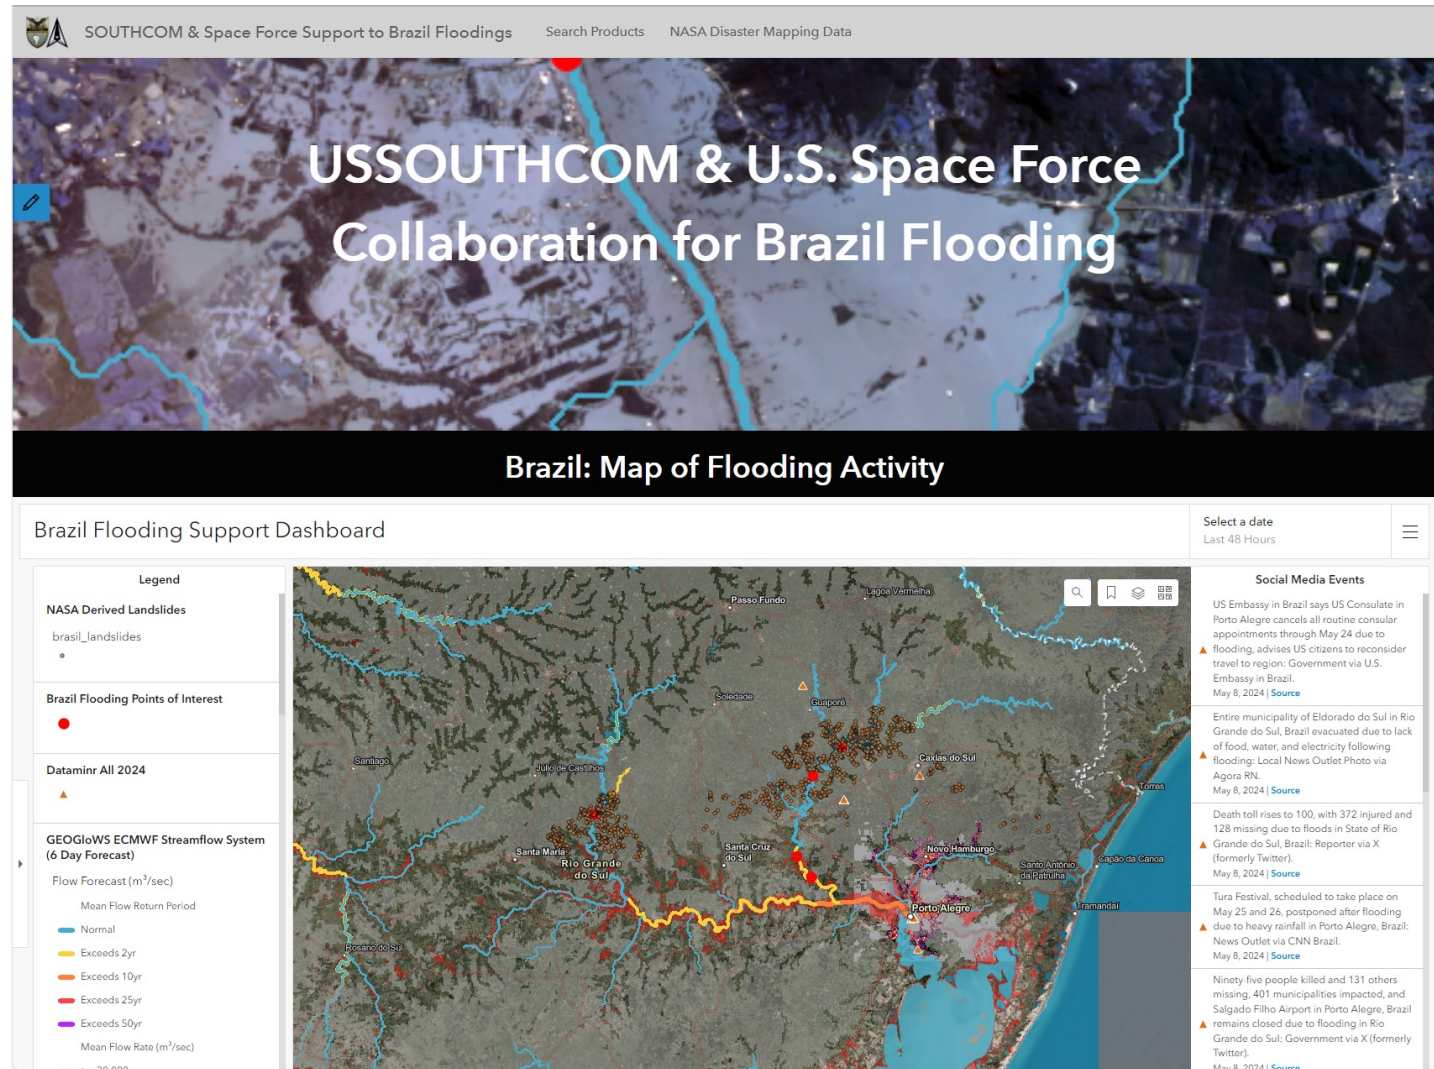 SOUTHCOM & Space Force Support to Brazil Floodings
Search Products
NASA Disaster Mapping Data
USSOUTHCOM & U.S. Space Force
Collaboration for Brazil Flooding
Brazil: Map of Flooding Activity
Brazil Flooding Support Dashboard
Select a date
Last 48 Hours
Legend
NASA Derived Landslides
brasil_landslides
Brazil Flooding Points of Interest
Dataminr All 2024
GEOGloWS ECMWF Streamflow System
(6 Day Forecast)
Flow Forecast (m³/sec)
Mean Flow Return Period
Normal
Exceeds 2yr
Exceeds 10yr
Exceeds 25yr
Exceeds 50yr
Mean Flow Rate (m³/sec)
Passo Fundo
Lagoa Vermelha
Soledade
Guaporé
Santiago
Júlio de Castilhos
Caxias do Sul
Torres
Santa Maria
Rio Grande
do Sul
Santa Cruz
do Sul
Novo Hamburgo
Santo Antônio
da Patrulha
Capão da Canoa
Porto Alegre
Tramandaí
Rosário do Sul
Social Media Events
US Embassy in Brazil says US Consulate in
Porto Alegre cancels all routine consular
appointments through May 24 due to
flooding, advises US citizens to reconsider
travel to region: Government via U.S.
Embassy in Brazil.
May 8, 2024 | Source
Entire municipality of Eldorado do Sul in Rio
Grande do Sul, Brazil evacuated due to lack
of food, water, and electricity following
flooding: Local News Outlet Photo via
Agora RN.
May 8, 2024 | Source
Death toll rises to 100, with 372 injured and
128 missing due to floods in State of Rio
Grande do Sul, Brazil: Reporter via X
(formerly Twitter).
May 8, 2024 | Source
Tura Festival, scheduled to take place on
May 25 and 26, postponed after flooding
due to heavy rainfall in Porto Alegre, Brazil:
News Outlet via CNN Brazil.
May 8, 2024 | Source
Ninety-five people killed and 131 others
missing, 401 municipalities impacted, and
Salgado Filho Airport in Porto Alegre, Brazil
remains closed due to flooding in Rio
Grande do Sul: Government via X (formerly
Twitter).
May 8, 2024 | Source